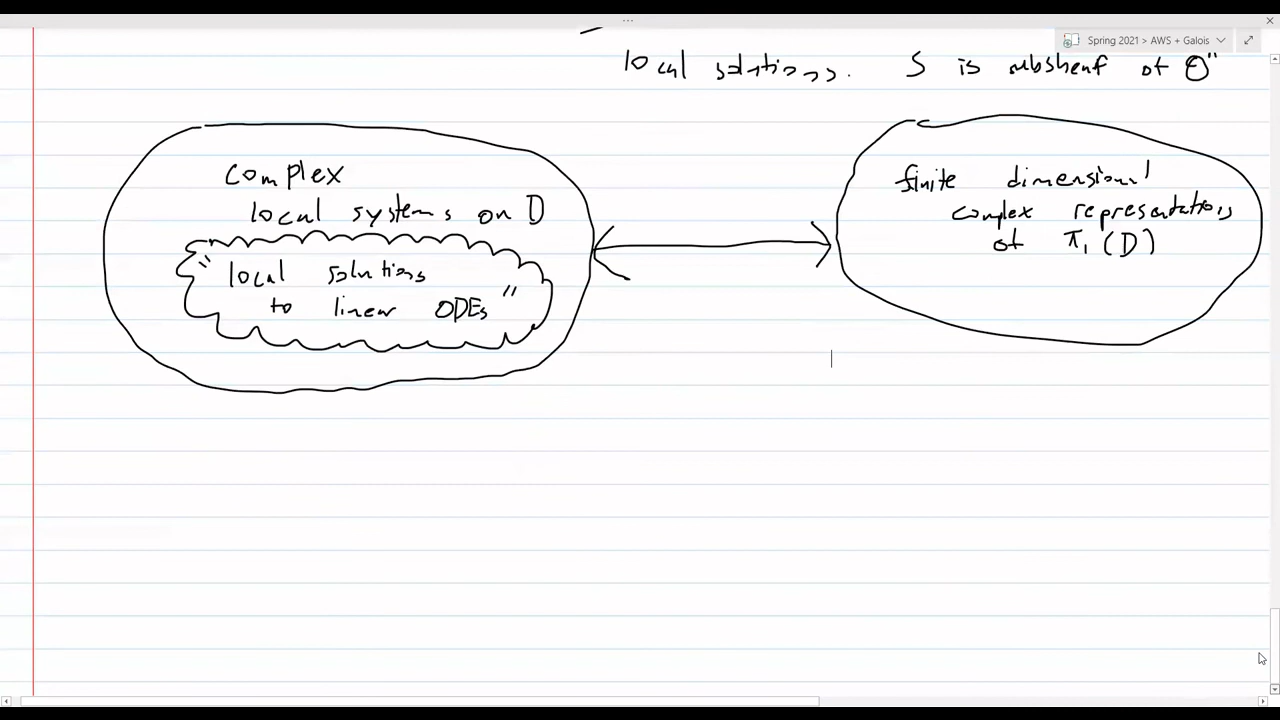 Spring 2021 > AWS + Galois
local solutions. S is subsheaf of O^n
complex
local systems on D
"local solutions
to linear ODEs"
finite dimensional
complex representations
of π₁(D)